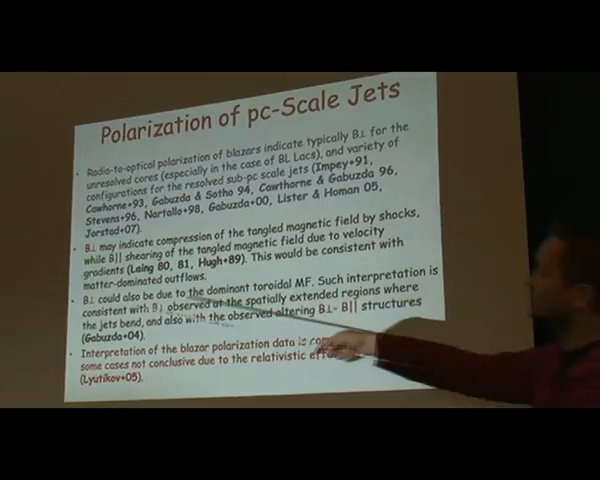 Polarization of pc-Scale Jets
Radio-to-optical polarization of blazars indicate typically B⊥ for the
unresolved cores (especially in the case of BL Lacs), and variety of
configurations for the resolved sub-pc scale jets (Impey+91,
Cawhorne+93, Gabuzda & Sotho 94, Cawthorne & Gabuzda 96,
Stevens+96, Nartallo+98, Gabuzda+00, Lister & Homan 05,
Jorstad+07).
B⊥ may indicate compression of the tangled magnetic field by shocks,
while B|| shearing of the tangled magnetic field due to velocity
gradients (Laing 80, 81, Hugh+89). This would be consistent with
matter-dominated outflows.
B⊥ could also be due to the dominant toroidal MF. Such interpretation is
consistent with B⊥ observed at the spatially extended regions where
the jets bend, and also with the observed altering B⊥- B|| structures
(Gabuzda+04).
Interpretation of the blazar polarization data is
some cases not conclusive due to the relativistic
(Lyutikov+05).